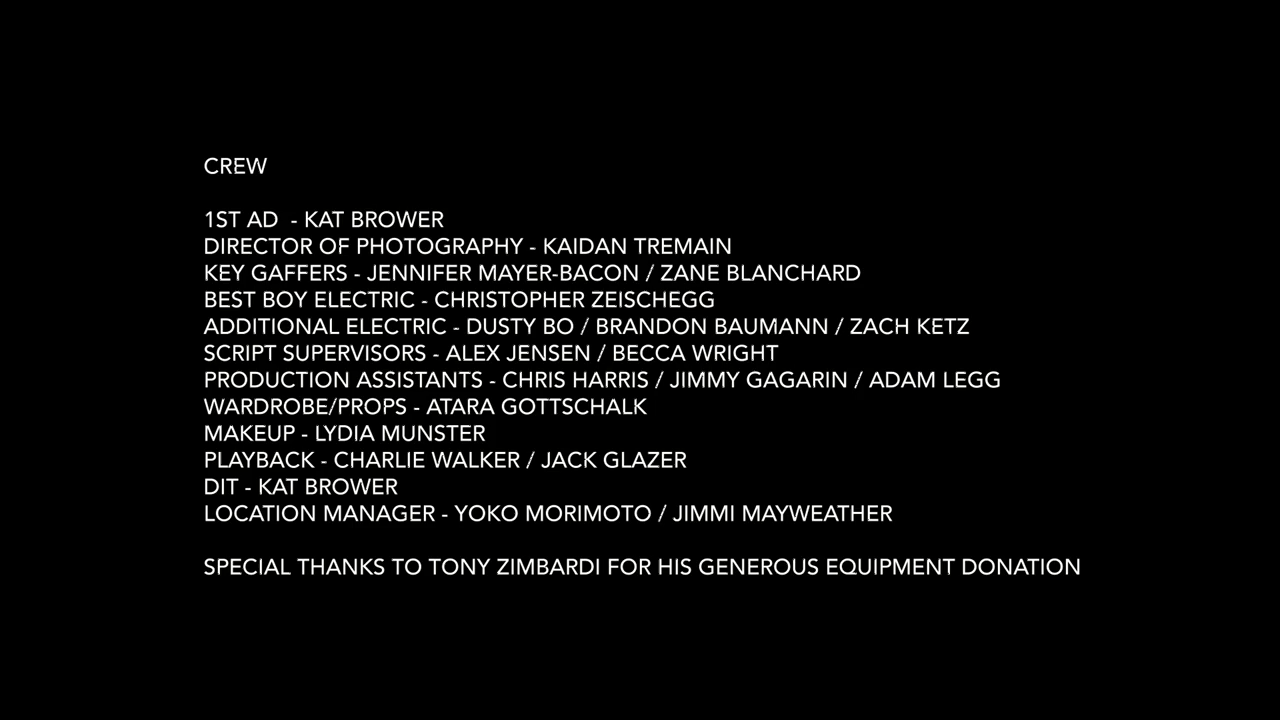 CREW
1ST AD  - KAT BROWER
DIRECTOR OF PHOTOGRAPHY - KAIDAN TREMAIN
KEY GAFFERS - JENNIFER MAYER-BACON / ZANE BLANCHARD
BEST BOY ELECTRIC - CHRISTOPHER ZEISCHEGG
ADDITIONAL ELECTRIC - DUSTY BO / BRANDON BAUMANN / ZACH KETZ
SCRIPT SUPERVISORS - ALEX JENSEN / BECCA WRIGHT
PRODUCTION ASSISTANTS - CHRIS HARRIS / JIMMY GAGARIN / ADAM LEGG
WARDROBE/PROPS - ATARA GOTTSCHALK
MAKEUP - LYDIA MUNSTER
PLAYBACK - CHARLIE WALKER / JACK GLAZER
DIT - KAT BROWER
LOCATION MANAGER - YOKO MORIMOTO / JIMMI MAYWEATHER
SPECIAL THANKS TO TONY ZIMBARDI FOR HIS GENEROUS EQUIPMENT DONATION